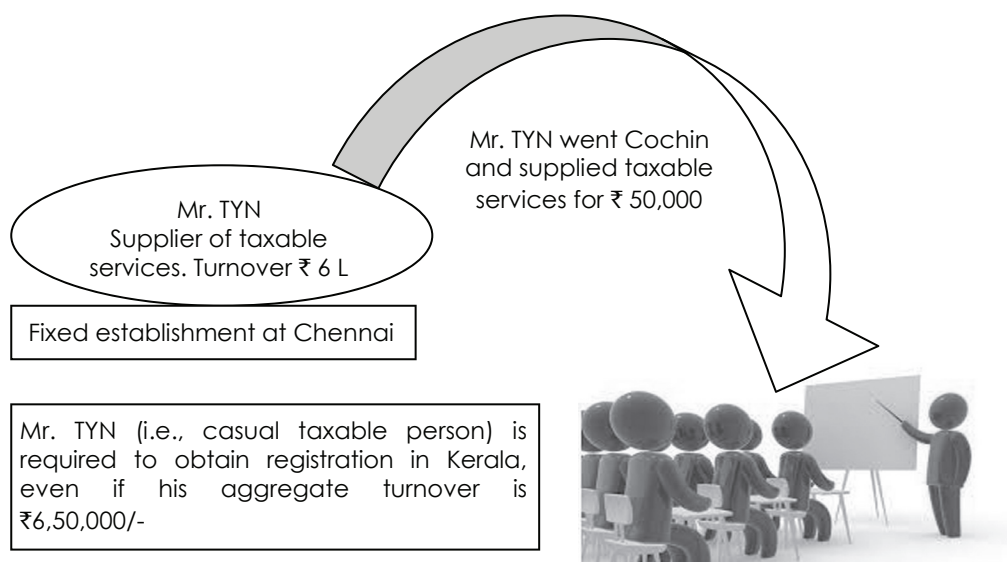 Mr. TYN went Cochin
and supplied taxable
services for ₹ 50,000
Mr. TYN
Supplier of taxable
services. Turnover ₹ 6 L
Fixed establishment at Chennai
Mr. TYN (i.e., casual taxable person) is
required to obtain registration in Kerala,
even if his aggregate turnover is
₹6,50,000/-